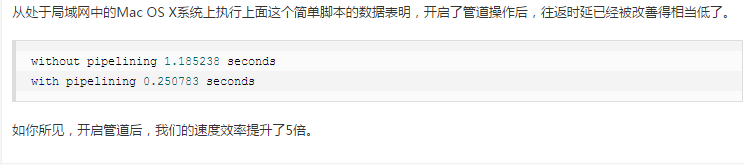 从处于局域网中的Mac OS X系统上执行上面这个简单脚本的数据表明，开启了管道操作后，往返时延已经被改善得相当低了。
without pipelining 1.185238 seconds
with pipelining 0.250783 seconds
如你所见，开启管道后，我们的速度效率提升了5倍。